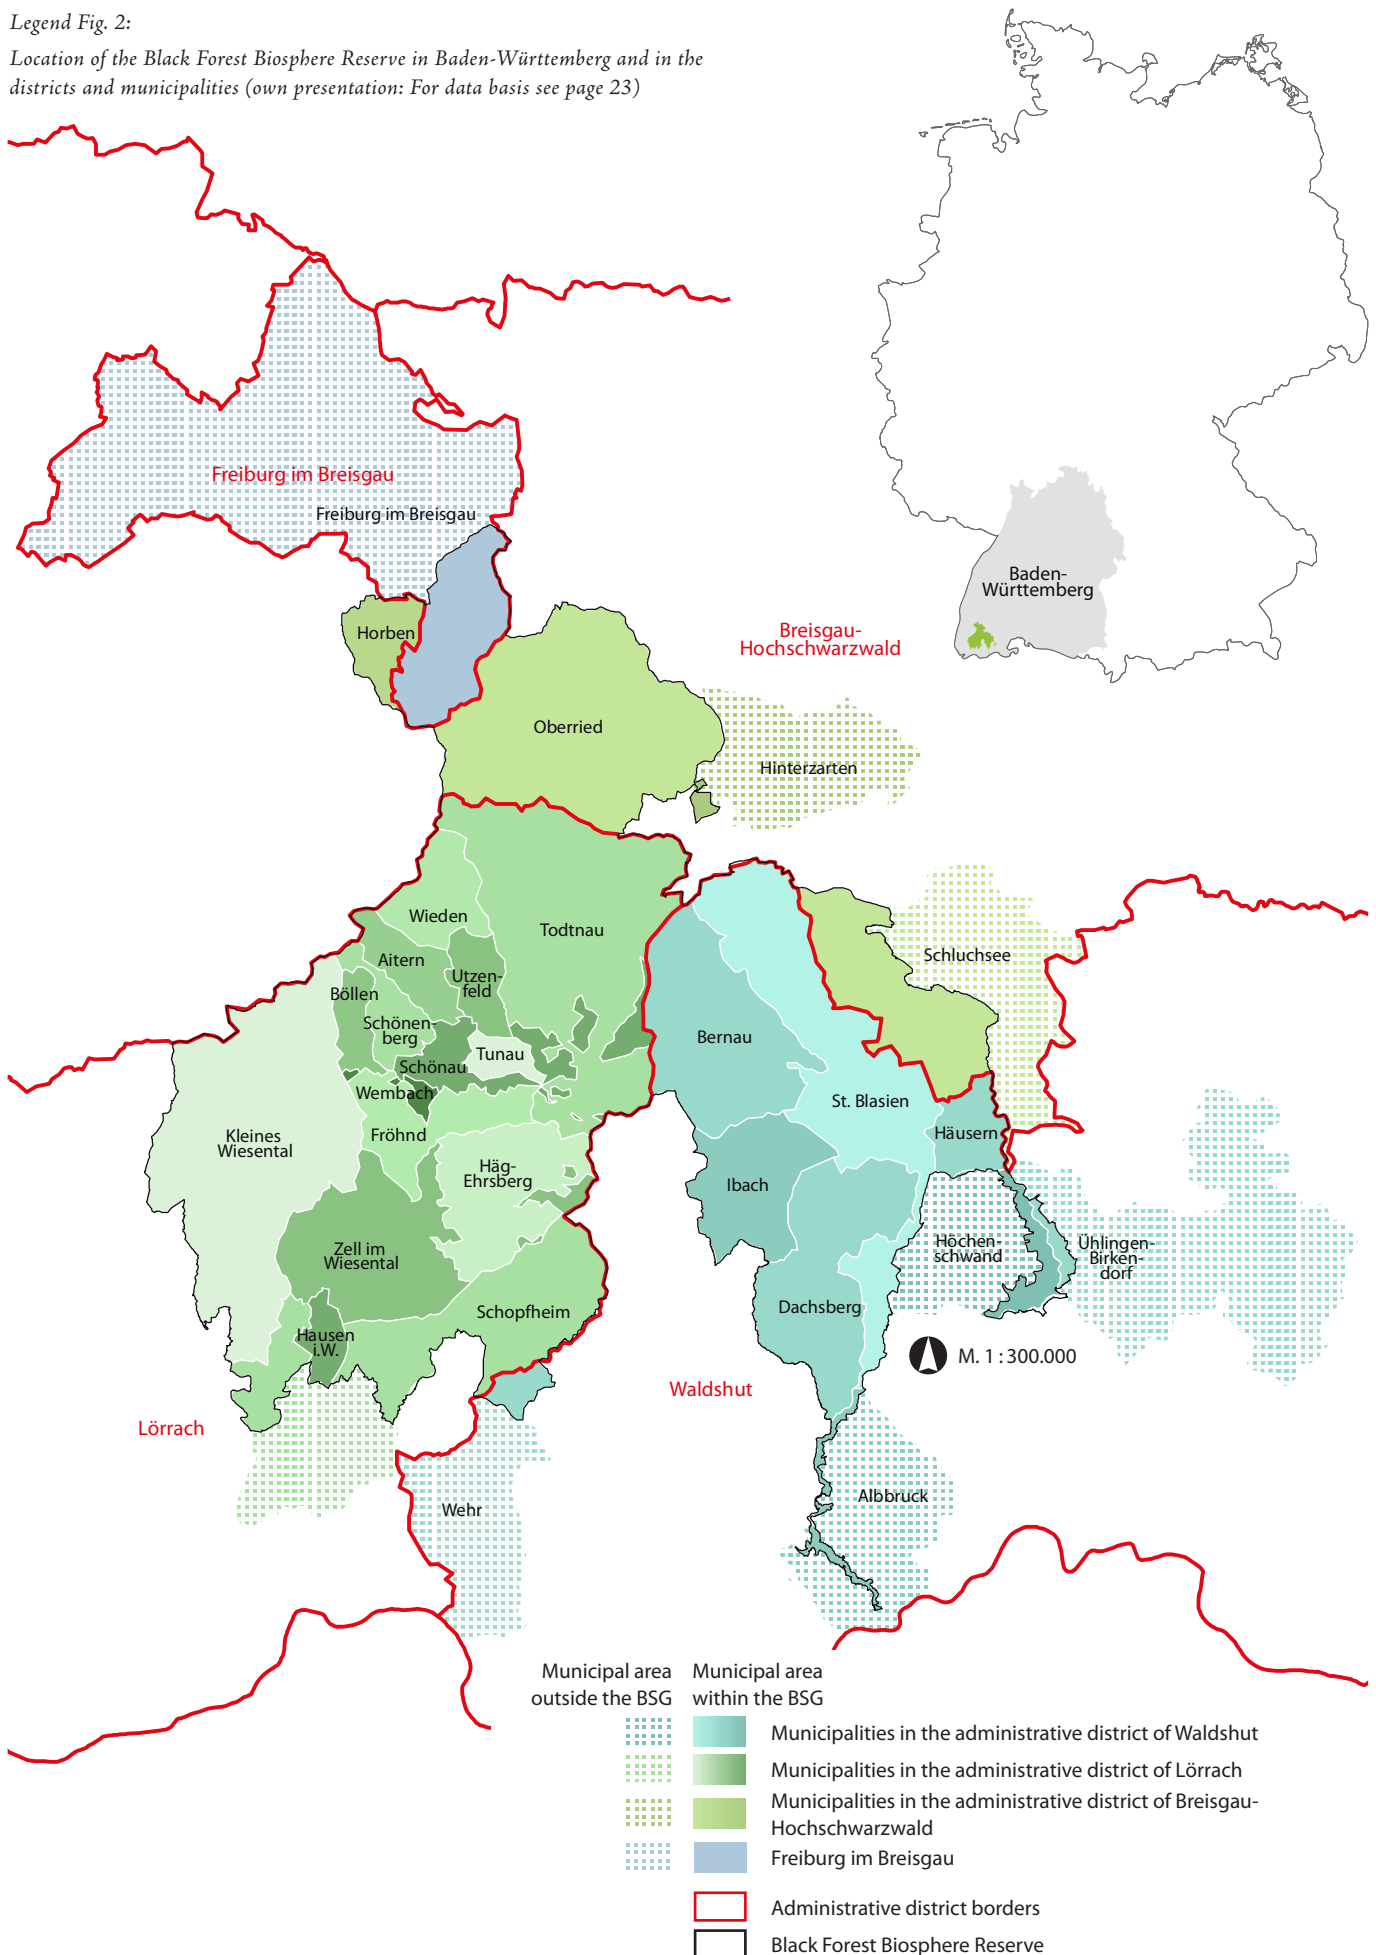 Legend Fig. 2:
Location of the Black Forest Biosphere Reserve in Baden-Württemberg and in the
districts and municipalities (own presentation: For data basis see page 23)
Freiburg im Breisgau
Freiburg im Breisgau
Baden-
Württemberg
Horben
Breisgau-
Hochschwarzwald
Oberried
Hinterzarten
Wieden
Todtnau
Aitern
Utzen-
feld
Schluchsee
Böllen
Schönen-
berg
Bernau
Tunau
Schönau
Wembach
St. Blasien
Fröhnd
Häusern
Kleines
Wiesental
Häg-
Ehrsberg
Ibach
Höchen-
schwand
Ühlingen-
Birken-
dorf
Zell im
Wiesental
Dachsberg
Schopfheim
Hausen
i.W.
M. 1 : 300.000
Waldshut
Lörrach
Albbruck
Wehr
Municipal area
outside the BSG
Municipal area
within the BSG
Municipalities in the administrative district of Waldshut
Municipalities in the administrative district of Lörrach
Municipalities in the administrative district of Breisgau-
Hochschwarzwald
Freiburg im Breisgau
Administrative district borders
Black Forest Biosphere Reserve